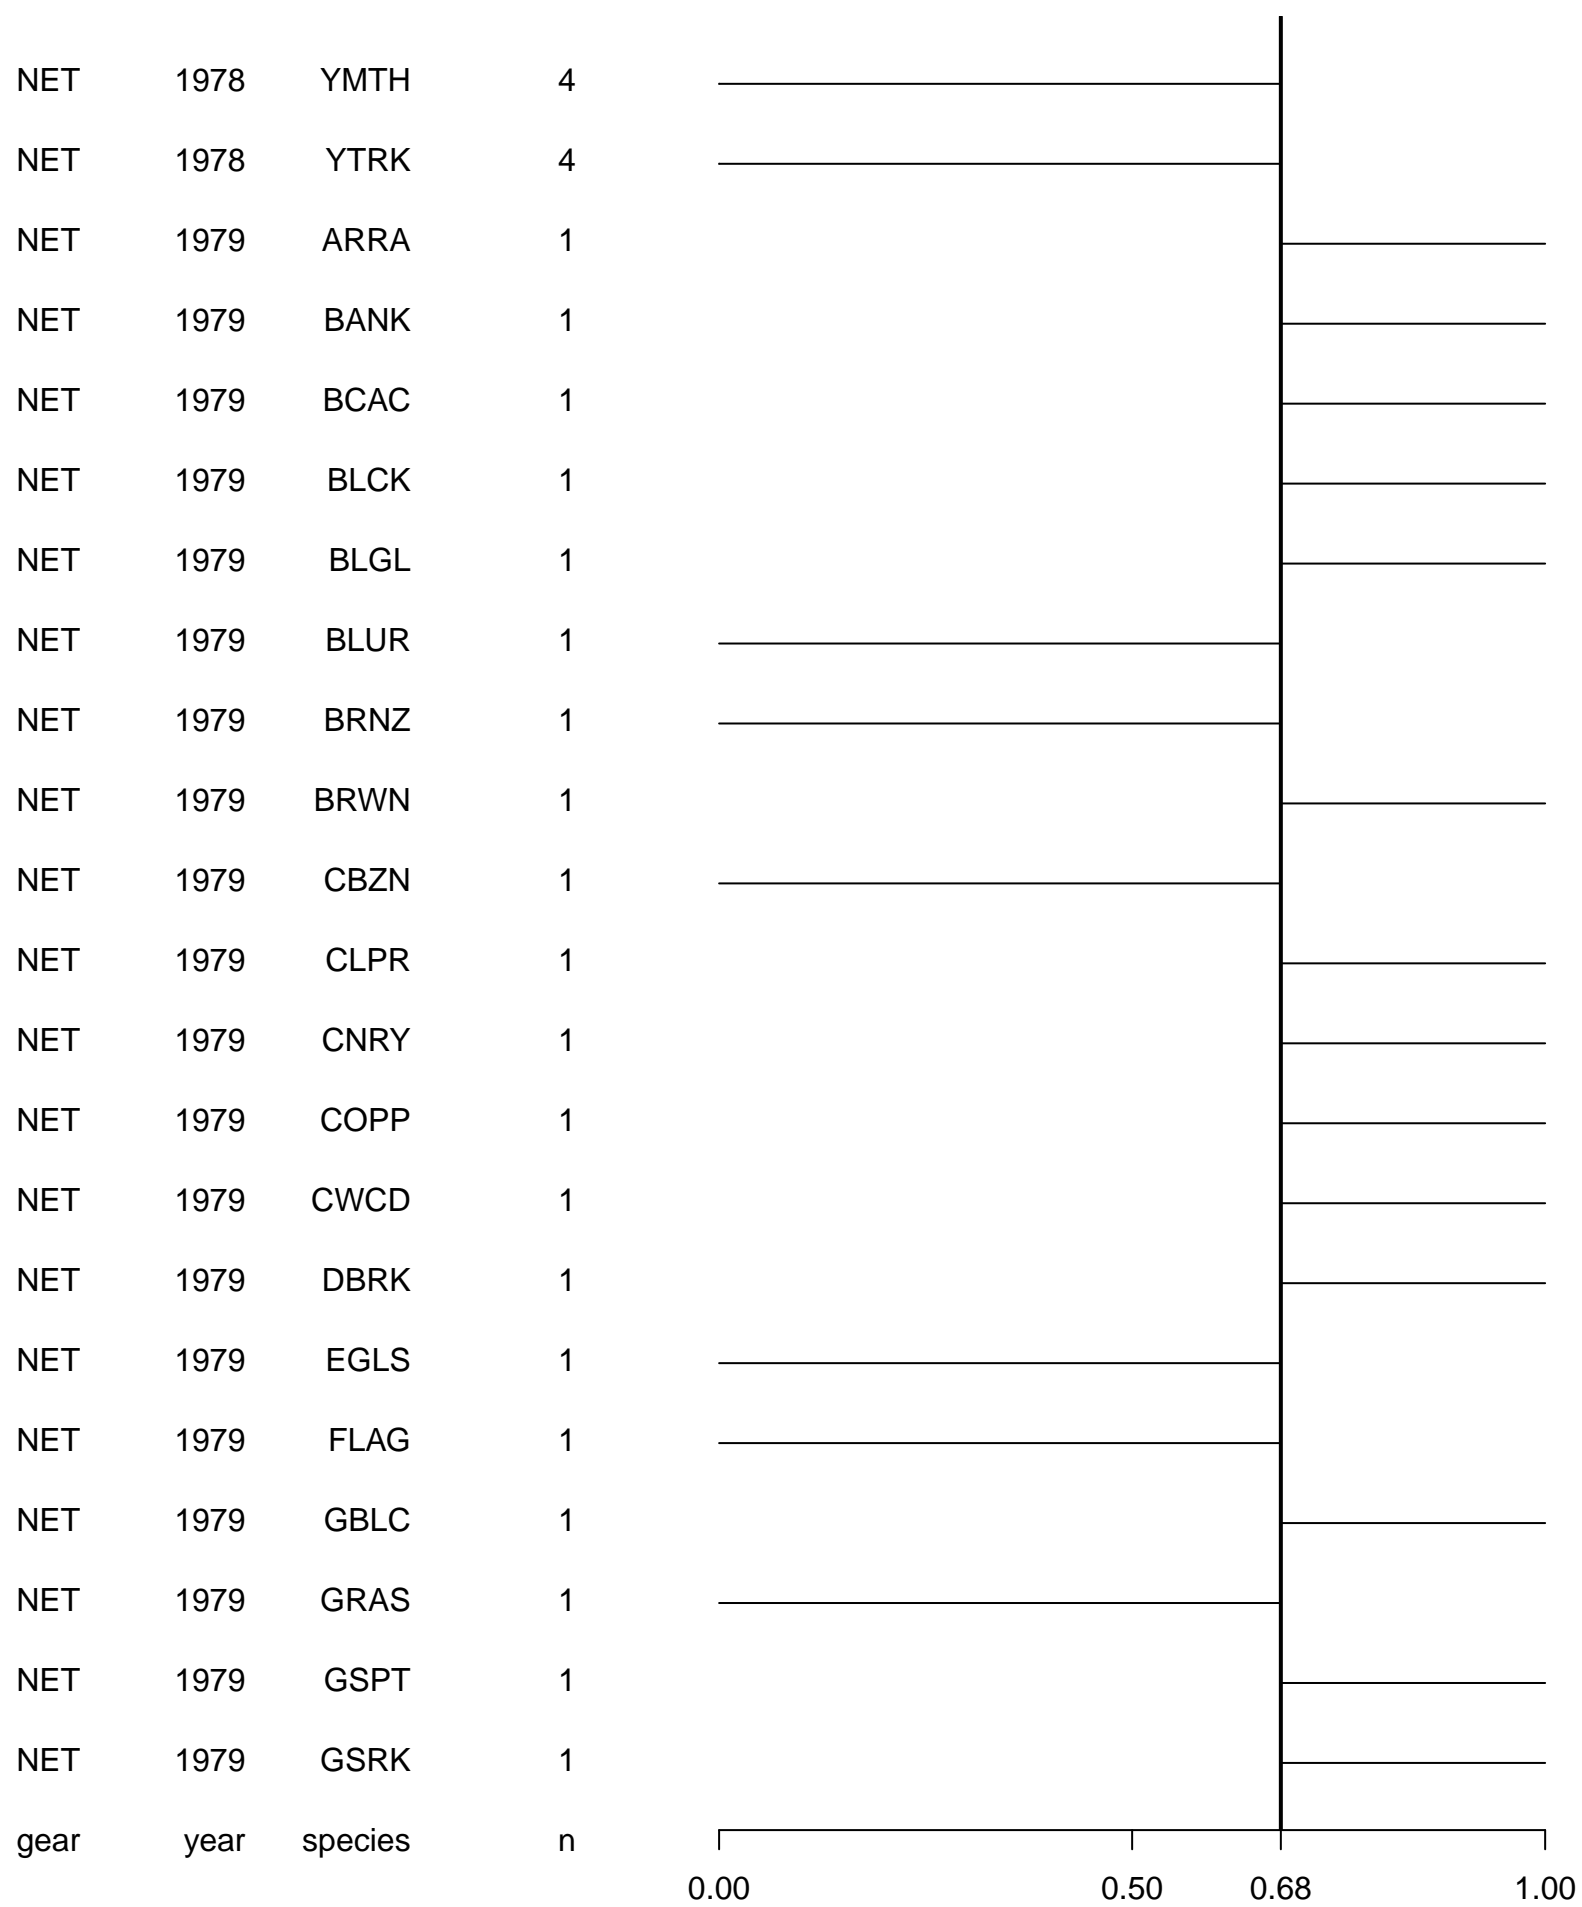 NET 1978 YMTH 4
NET 1978 YTRK 4
NET 1979 ARRA 1
NET 1979 BANK 1
NET 1979 BCAC 1
NET 1979 BLCK 1
NET 1979 BLGL 1
NET 1979 BLUR 1
NET 1979 BRNZ 1
NET 1979 BRWN 1
NET 1979 CBZN 1
NET 1979 CLPR 1
NET 1979 CNRY 1
NET 1979 COPP 1
NET 1979 CWCD 1
NET 1979 DBRK 1
NET 1979 EGLS 1
NET 1979 FLAG 1
NET 1979 GBLC 1
NET 1979 GRAS 1
NET 1979 GSPT 1
NET 1979 GSRK 1
gear year species n
0.00 0.50 0.68 1.00